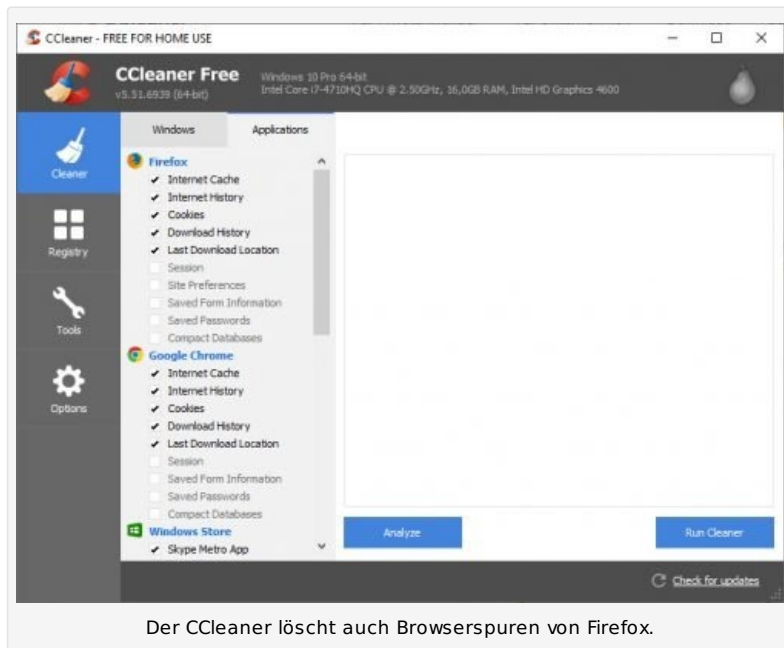 CCleaner - FREE FOR HOME USE
CCleaner Free
v5.51.6939 (64-bit)
Windows 10 Pro 64-bit
Intel Core i7-4710HQ CPU @ 2.50GHz, 16,0GB RAM, Intel HD Graphics 4600
Cleaner
Registry
Tools
Options
Windows
Applications
Firefox
Internet Cache
Internet History
Cookies
Download History
Last Download Location
Session
Site Preferences
Saved Form Information
Saved Passwords
Compact Databases
Google Chrome
Internet Cache
Internet History
Cookies
Download History
Last Download Location
Session
Saved Form Information
Saved Passwords
Compact Databases
Windows Store
Skype Metro App
Analyze
Run Cleaner
Check for updates
Der CCleaner löscht auch Browserspuren von Firefox.